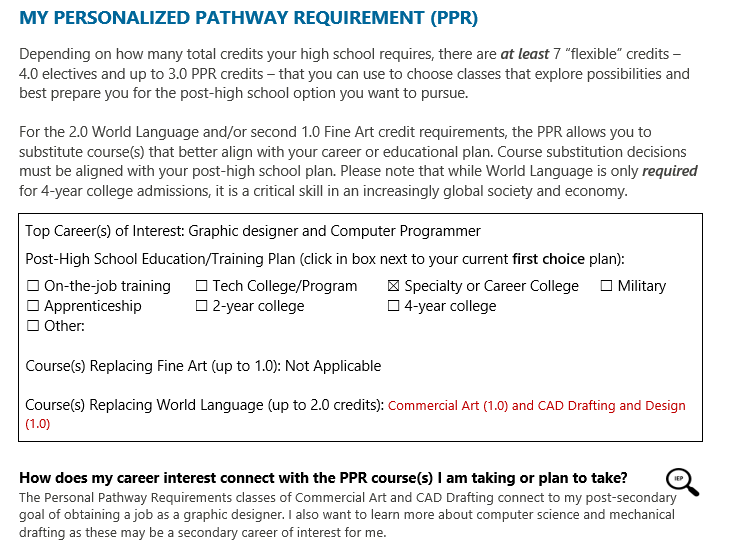 MY PERSONALIZED PATHWAY REQUIREMENT (PPR)
Depending on how many total credits your high school requires, there are at least 7 “flexible” credits –
4.0 electives and up to 3.0 PPR credits – that you can use to choose classes that explore possibilities and
best prepare you for the post-high school option you want to pursue.
For the 2.0 World Language and/or second 1.0 Fine Art credit requirements, the PPR allows you to
substitute course(s) that better align with your career or educational plan. Course substitution decisions
must be aligned with your post-high school plan. Please note that while World Language is only required
for 4-year college admissions, it is a critical skill in an increasingly global society and economy.
Top Career(s) of Interest: Graphic designer and Computer Programmer
Post-High School Education/Training Plan (click in box next to your current first choice plan):
☐ On-the-job training ☐ Tech College/Program ☒ Specialty or Career College ☐ Military
☐ Apprenticeship ☐ 2-year college ☐ 4-year college
☐ Other:
Course(s) Replacing Fine Art (up to 1.0): Not Applicable
Course(s) Replacing World Language (up to 2.0 credits): Commercial Art (1.0) and CAD Drafting and Design
(1.0)
How does my career interest connect with the PPR course(s) I am taking or plan to take?
IEP
The Personal Pathway Requirements classes of Commercial Art and CAD Drafting connect to my post-secondary
goal of obtaining a job as a graphic designer. I also want to learn more about computer science and mechanical
drafting as these may be a secondary career of interest for me.